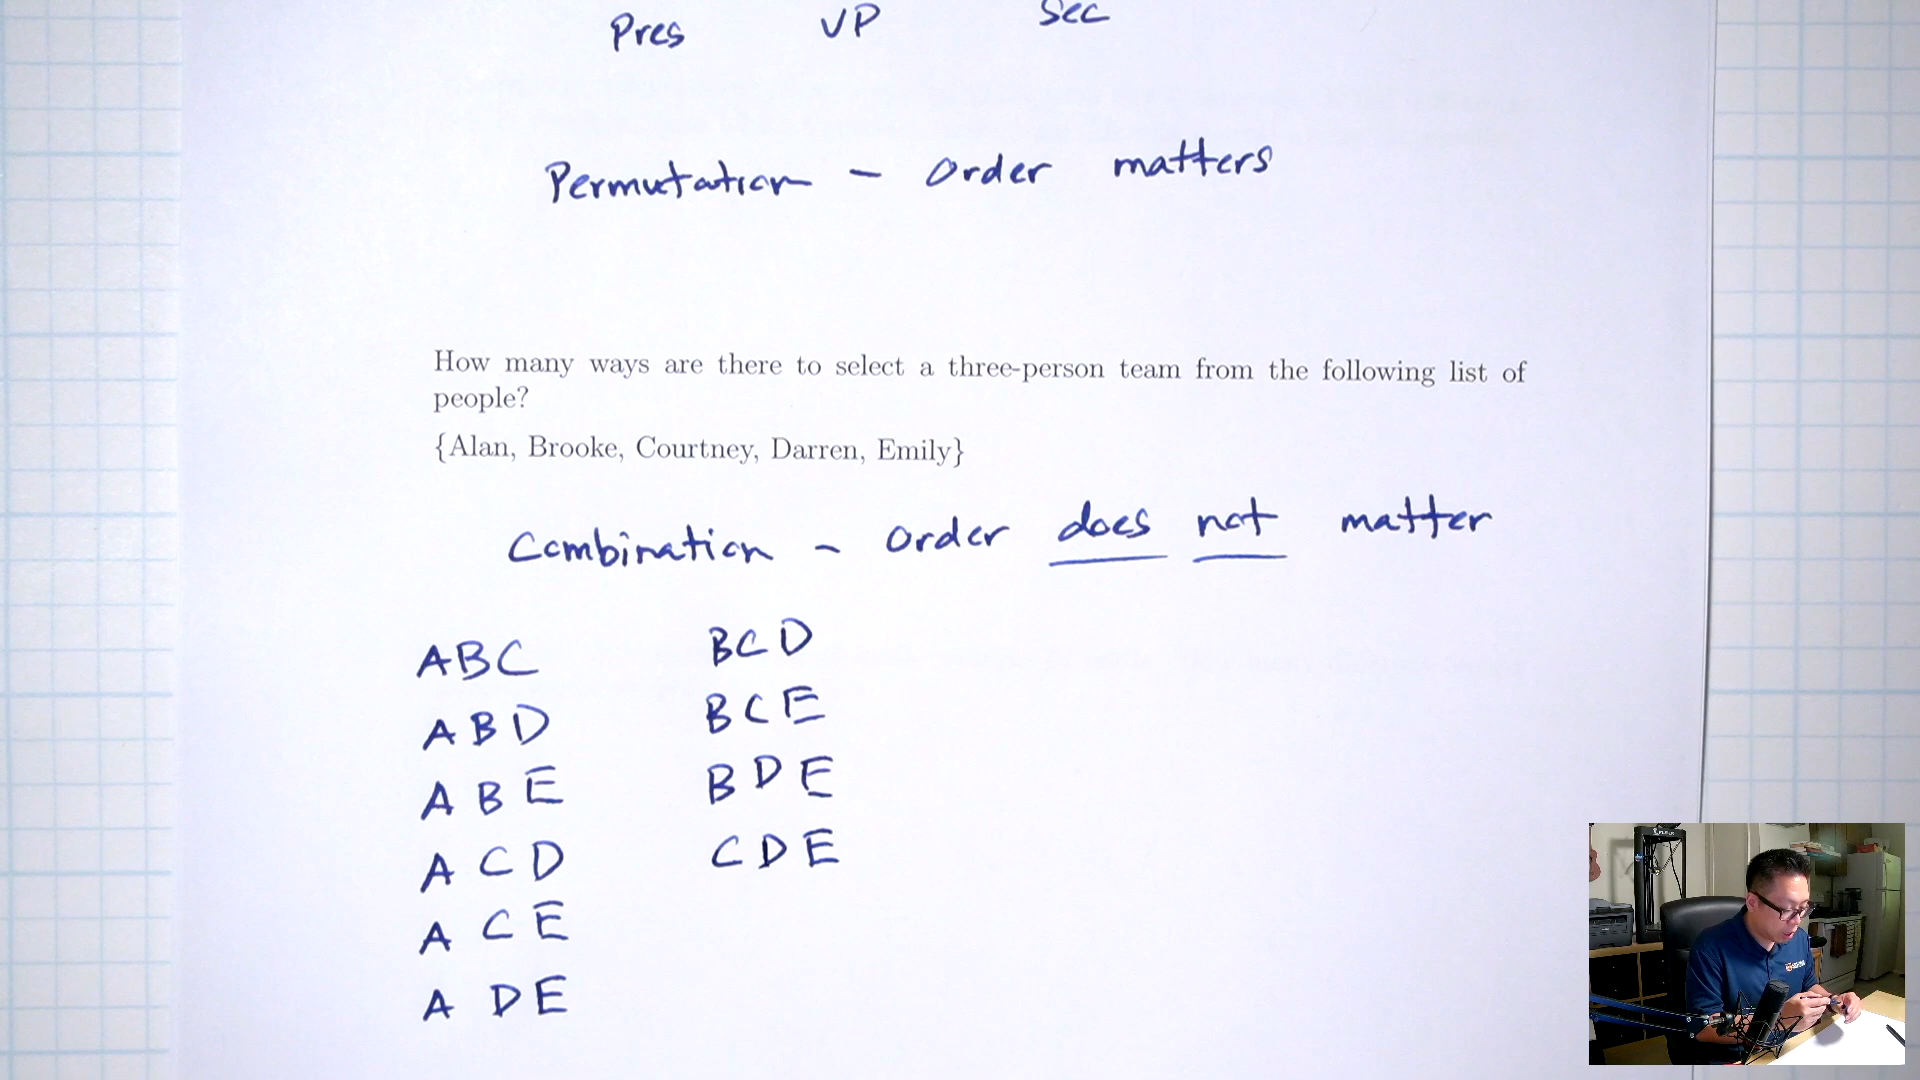 Pres VP Sec
Permutation - Order matters
How many ways are there to select a three-person team from the following list of
people?
{Alan, Brooke, Courtney, Darren, Emily}
Combination - Order does not matter
ABC BCD
ABD BCE
ABE BDE
ACD CDE
ACE
ADE